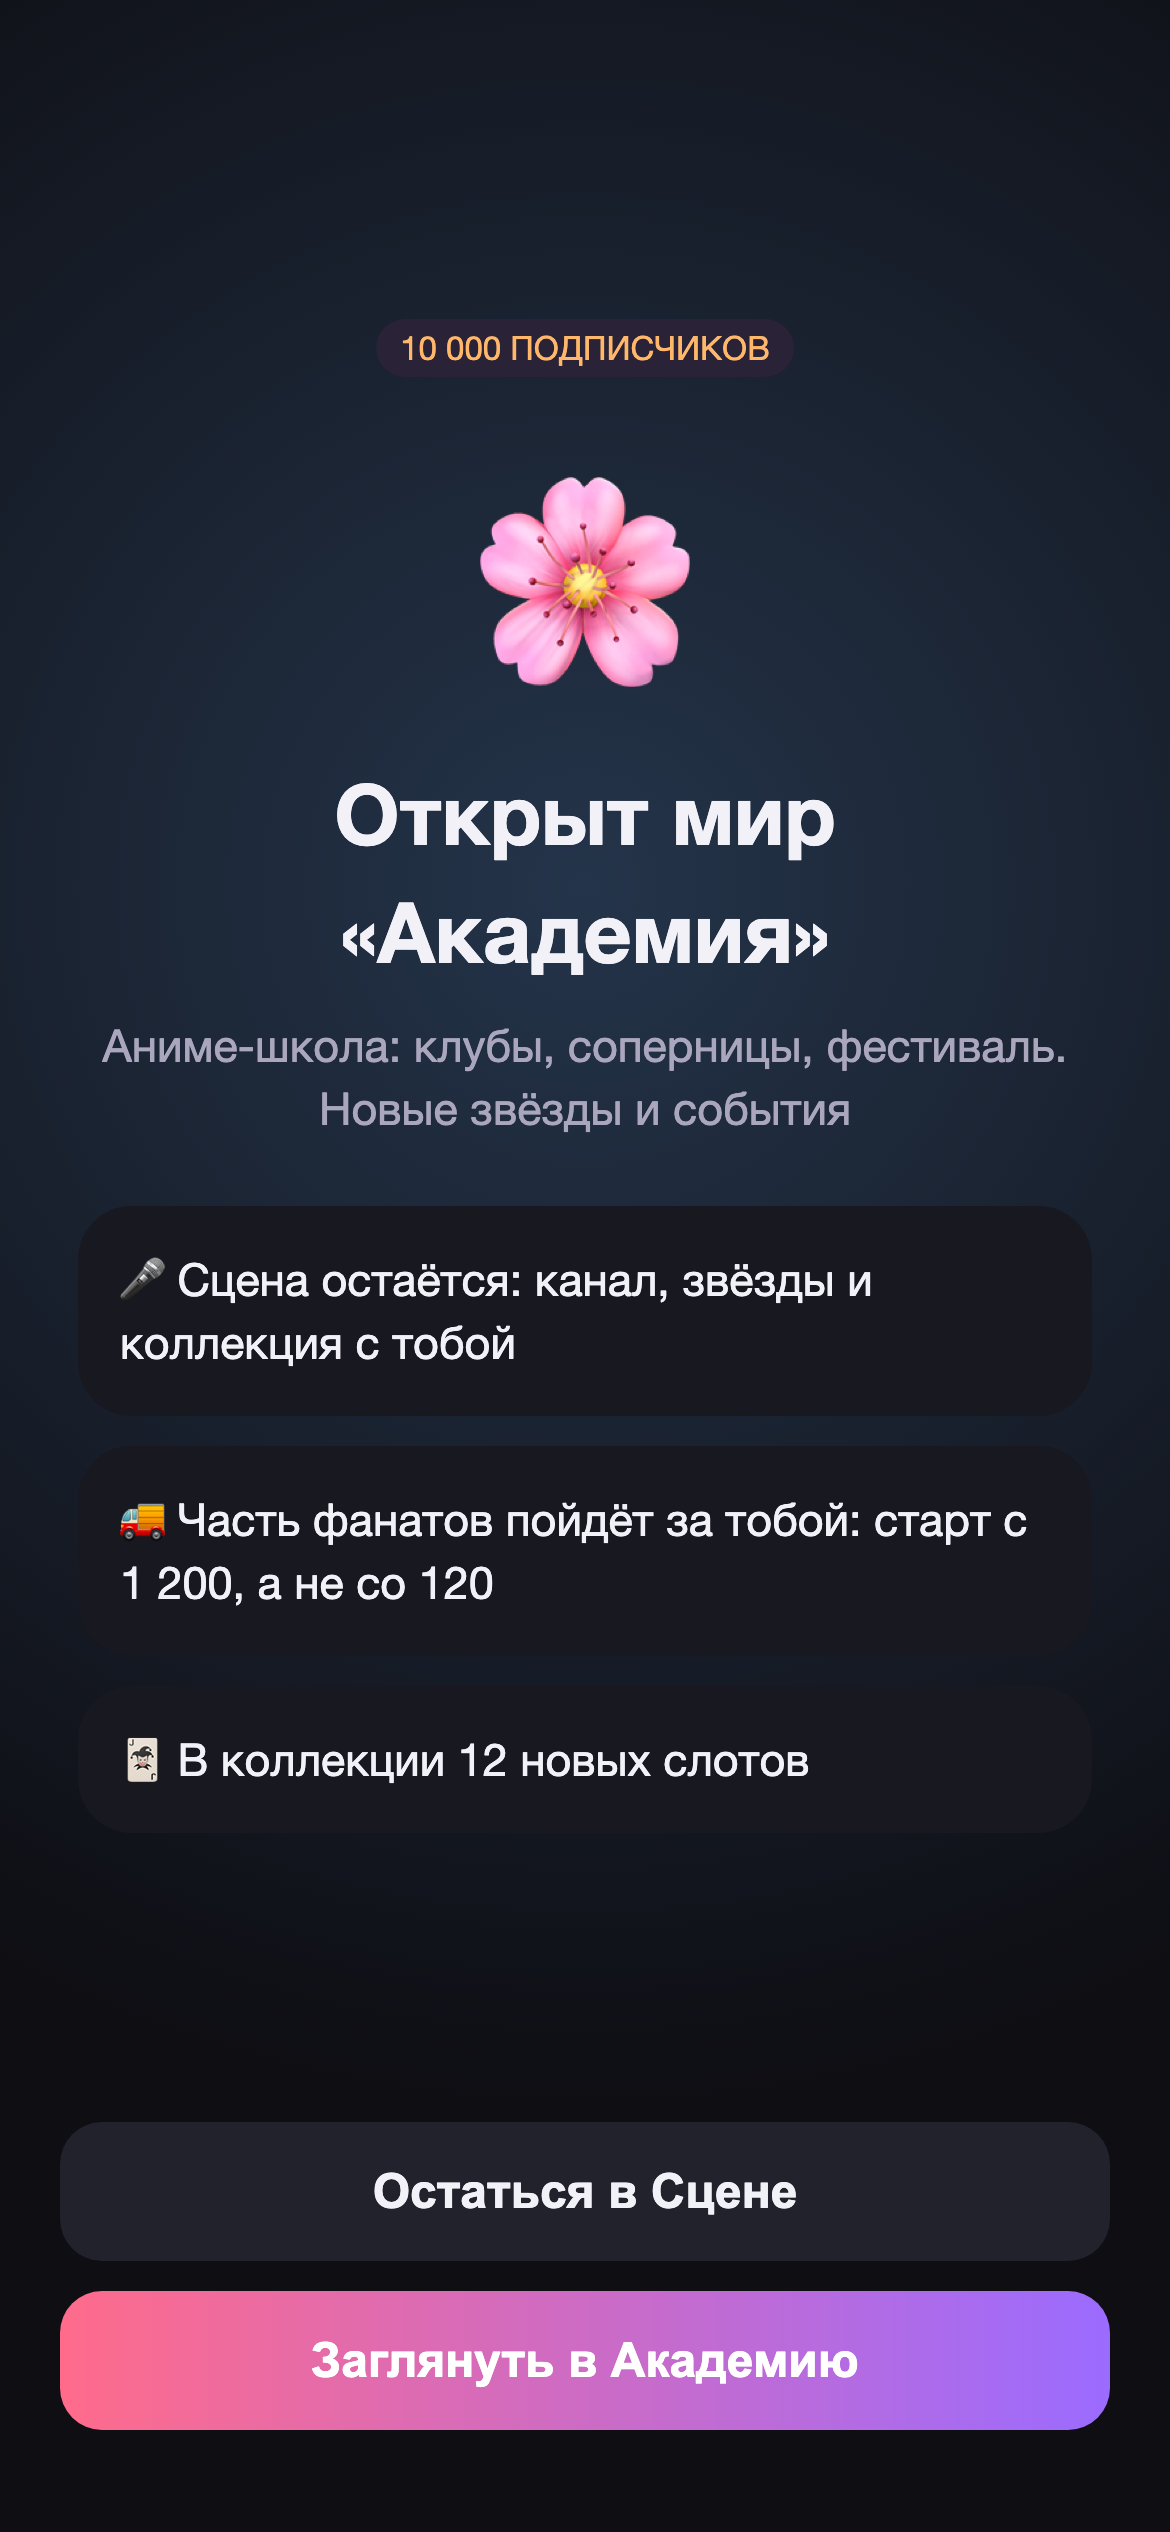 10 000 ПОДПИСЧИКОВ
Открыт мир
«Академия»
Аниме-школа: клубы, соперницы, фестиваль.
Новые звёзды и события
Сцена остаётся: канал, звёзды и
коллекция с тобой
Часть фанатов пойдёт за тобой: старт с
1 200, а не со 120
В коллекции 12 новых слотов
Остаться в Сцене
Заглянуть в Академию